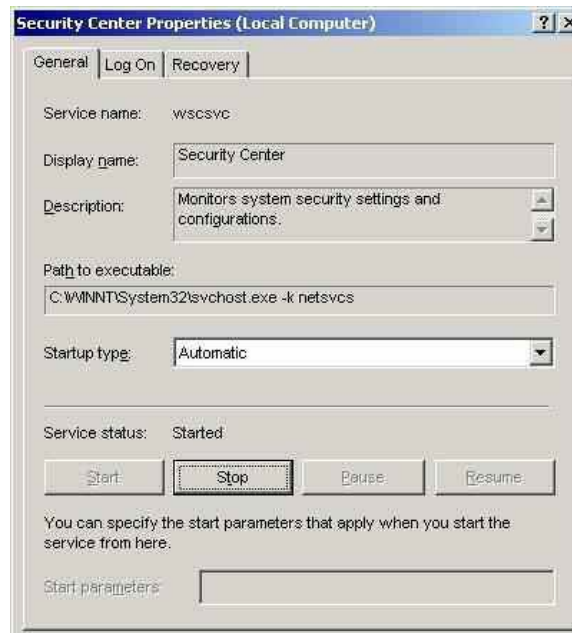 Security Center Properties (Local Computer)
General Log On Recovery
Service name: wscsvc
Display name: Security Center
Description: Monitors system security settings and
configurations.
Path to executable:
C:\WINNT\System32\svchost.exe -k netsvcs
Startup type: Automatic
Service status: Started
Start Stop Pause Resume
You can specify the start parameters that apply when you start the
service from here.
Start parameters